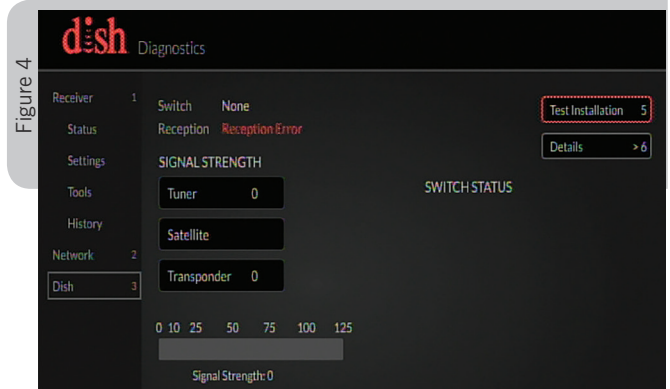 Figure 4
dish Diagnostics
Receiver 1
Status
Settings
Tools
History
Network 2
Dish 3
Switch None
Reception Reception Error
SIGNAL STRENGTH
Tuner 0
Satellite
Transponder 0
0 10 25 50 75 100 125
Signal Strength: 0
SWITCH STATUS
Test Installation 5
Details > 6